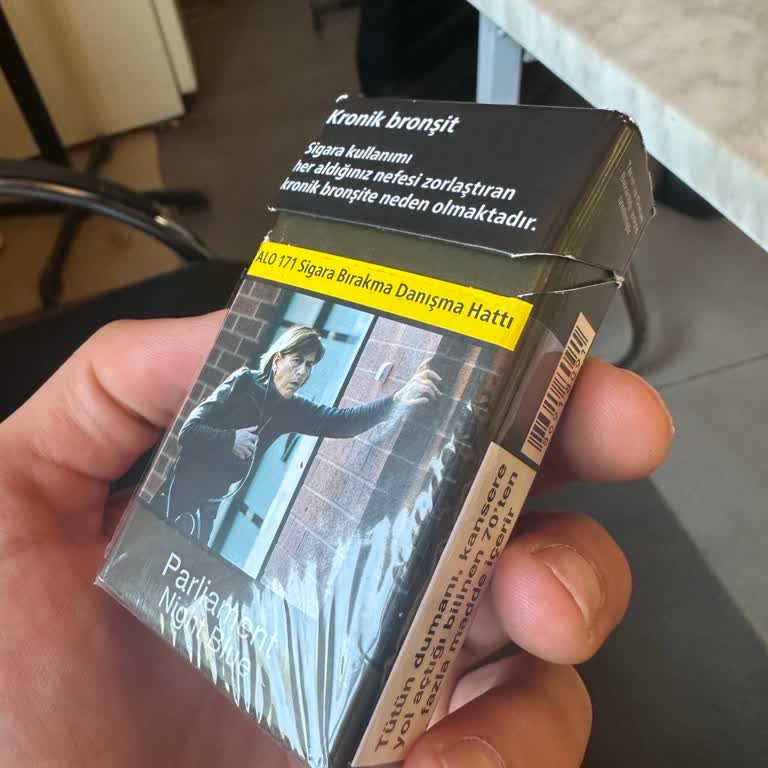 Kronik bronşit
Sigara kullanımı
her aldığınız nefesi zorlaştıran
kronik bronşite neden olmaktadır.
ALO 171 Sigara Bırakma Danışma Hattı
Parliament
Night Blue
Tütün dumanı, kansere
yol açtığı bilinen 70'ten
fazla madde içerir